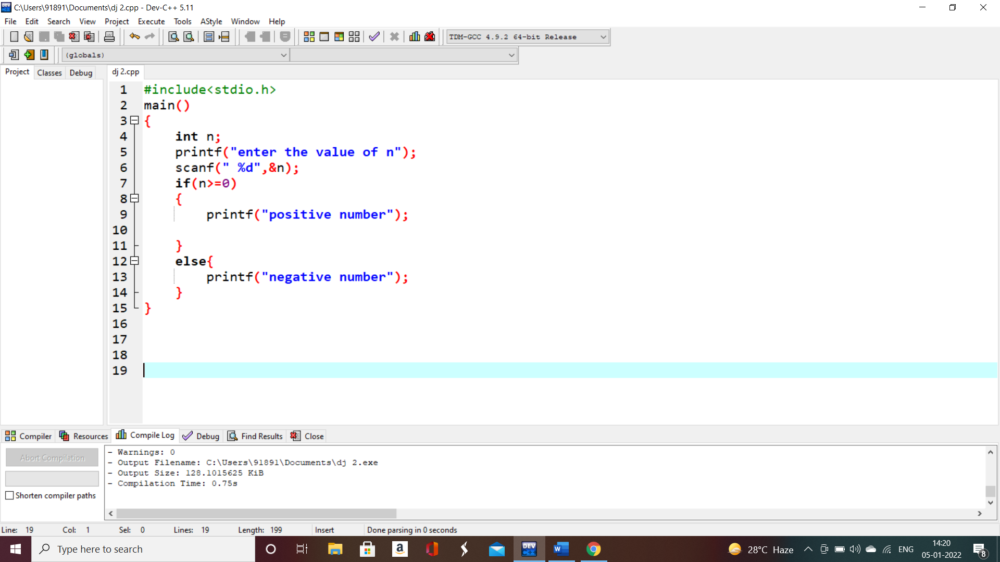 C:\Users\91891\Documents\dj 2.cpp - Dev-C++ 5.11
File Edit Search View Project Execute Tools AStyle Window Help
TDM-GCC 4.9.2 64-bit Release
(globals)
Project Classes Debug
dj 2.cpp
1 #include<stdio.h>
2 main()
3 {
4 int n;
5 printf("enter the value of n");
6 scanf(" %d",&n);
7 if(n>=0)
8 {
9 printf("positive number");
10
11 }
12 else{
13 printf("negative number");
14 }
15 }
16
17
18
19
Compiler Resources Compile Log Debug Find Results Close
Abort Compilation
Shorten compiler paths
- Warnings: 0
- Output Filename: C:\Users\91891\Documents\dj 2.exe
- Output Size: 128.1015625 KiB
- Compilation Time: 0.75s
Line: 19 Col: 1 Sel: 0 Lines: 19 Length: 199 Insert Done parsing in 0 seconds
Type here to search
a
DEV
W
28°C Haze
ENG
14:20
05-01-2022
8